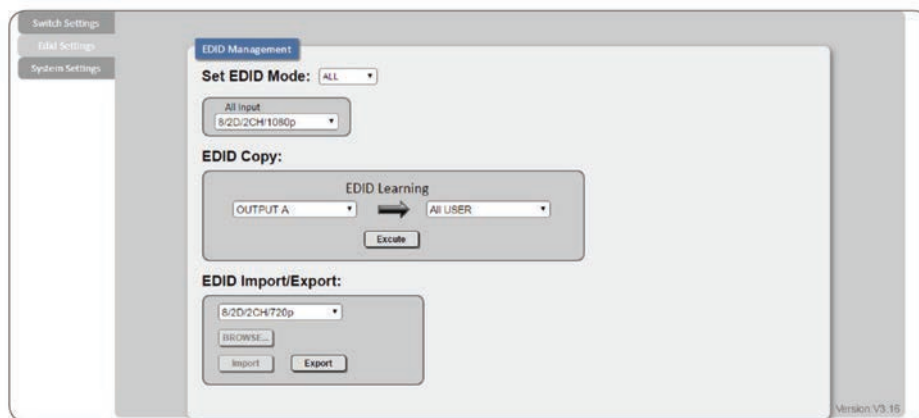 Switch Settings
Edid Settings
System Settings
EDID Management
Set EDID Mode: ALL
All Input
8/2D/2CH/1080p
EDID Copy:
EDID Learning
OUTPUT A
All USER
Excute
EDID Import/Export:
8/2D/2CH/720p
BROWSE...
Import
Export
Version V3.16